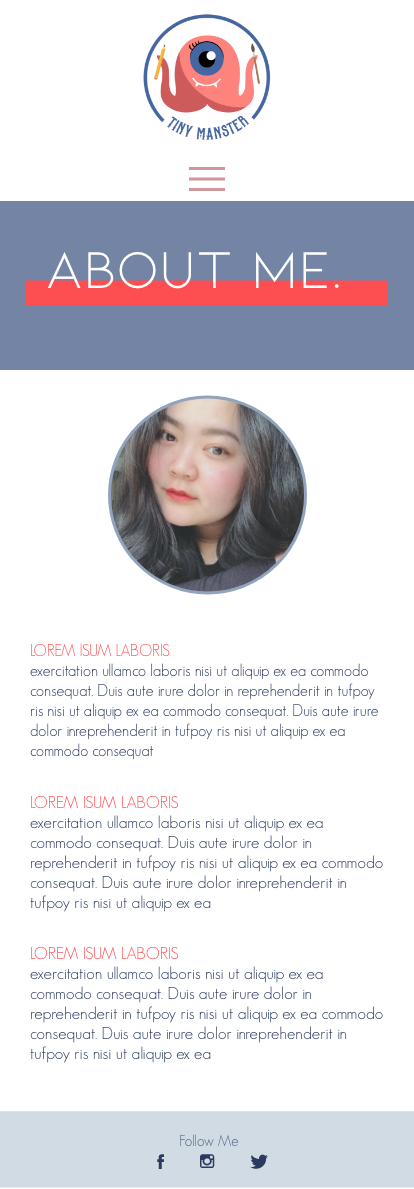 TINY MANSTER
ABOUT ME.
LOREM ISUM LABORIS
exercitation ullamco laboris nisi ut aliquip ex ea commodo
consequat. Duis aute irure dolor in reprehenderit in tufpoy
ris nisi ut aliquip ex ea commodo consequat. Duis aute irure
dolor inreprehenderit in tufpoy ris nisi ut aliquip ex ea
commodo consequat
LOREM ISUM LABORIS
exercitation ullamco laboris nisi ut aliquip ex ea
commodo consequat. Duis aute irure dolor in
reprehenderit in tufpoy ris nisi ut aliquip ex ea commodo
consequat. Duis aute irure dolor inreprehenderit in
tufpoy ris nisi ut aliquip ex ea
LOREM ISUM LABORIS
exercitation ullamco laboris nisi ut aliquip ex ea
commodo consequat. Duis aute irure dolor in
reprehenderit in tufpoy ris nisi ut aliquip ex ea commodo
consequat. Duis aute irure dolor inreprehenderit in
tufpoy ris nisi ut aliquip ex ea
Follow Me